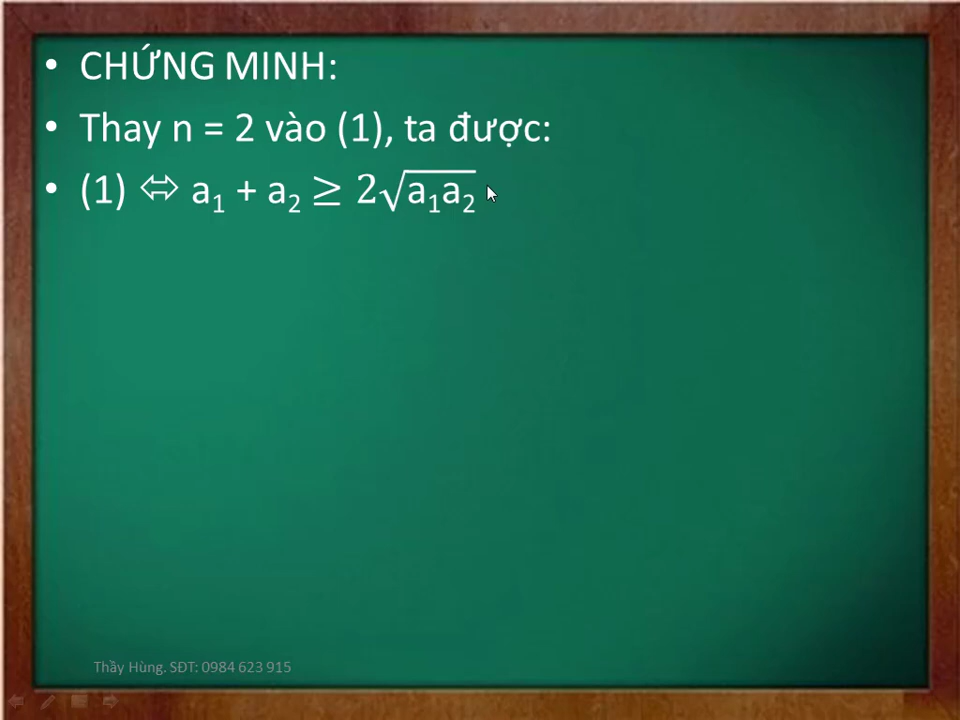 • CHỨNG MINH:
• Thay n = 2 vào (1), ta được:
• (1) ⬄ a₁ + a₂ ≥ 2√a₁a₂
Thầy Hùng. SĐT: 0984 623 915